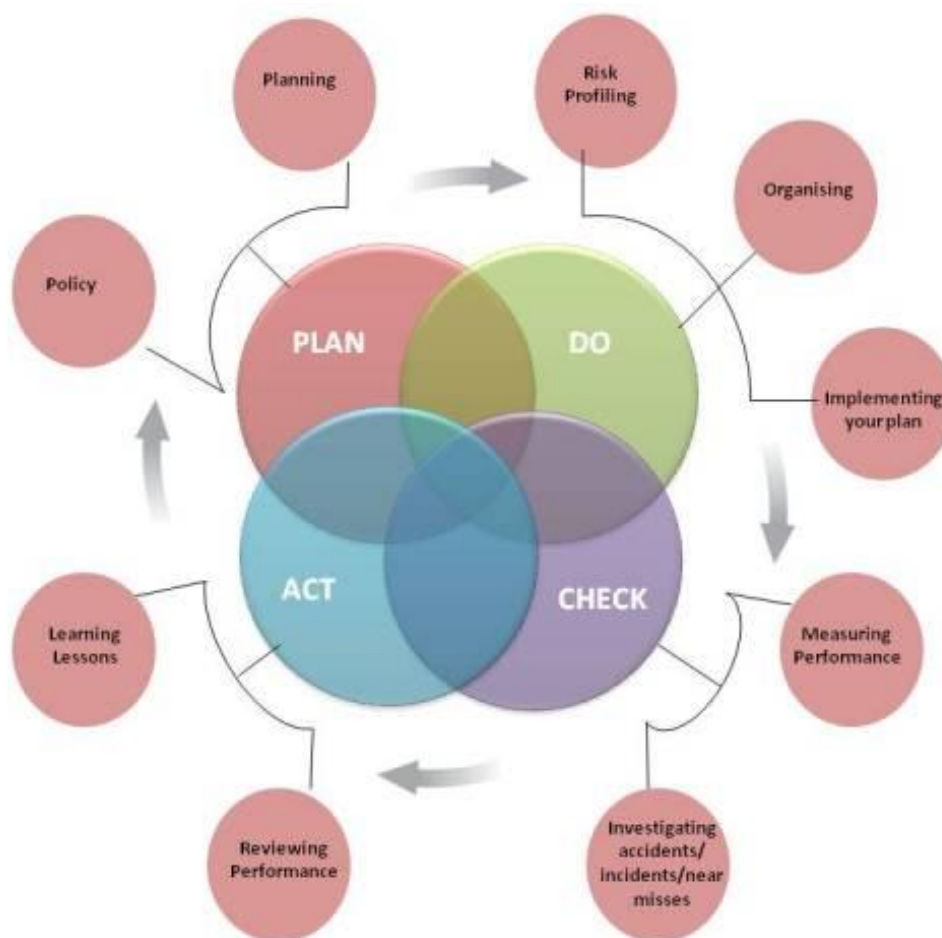 Planning
Risk
Profiling
Organising
Policy
PLAN
DO
Implementing
your plan
ACT
CHECK
Learning
Lessons
Measuring
Performance
Reviewing
Performance
Investigating
accidents/
incidents/near
misses